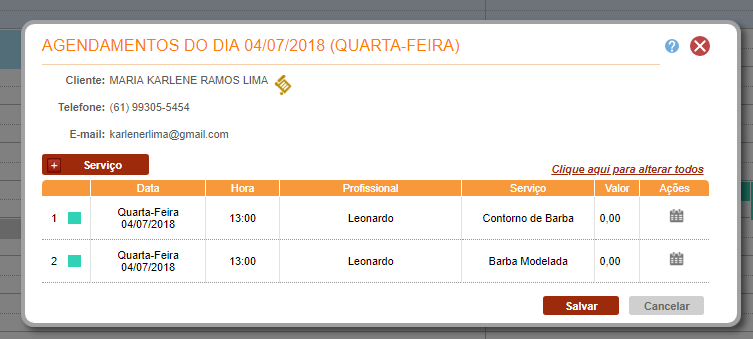 AGENDAMENTOS DO DIA 04/07/2018 (QUARTA-FEIRA)
?
Cliente: MARIA KARLENE RAMOS LIMA
Telefone: (61) 99305-5454
E-mail: karlenerlima@gmail.com
+ Serviço
Clique aqui para alterar todos
Data Hora Profissional Serviço Valor Ações
1 Quarta-Feira 04/07/2018 13:00 Leonardo Contorno de Barba 0,00
2 Quarta-Feira 04/07/2018 13:00 Leonardo Barba Modelada 0,00
Salvar Cancelar